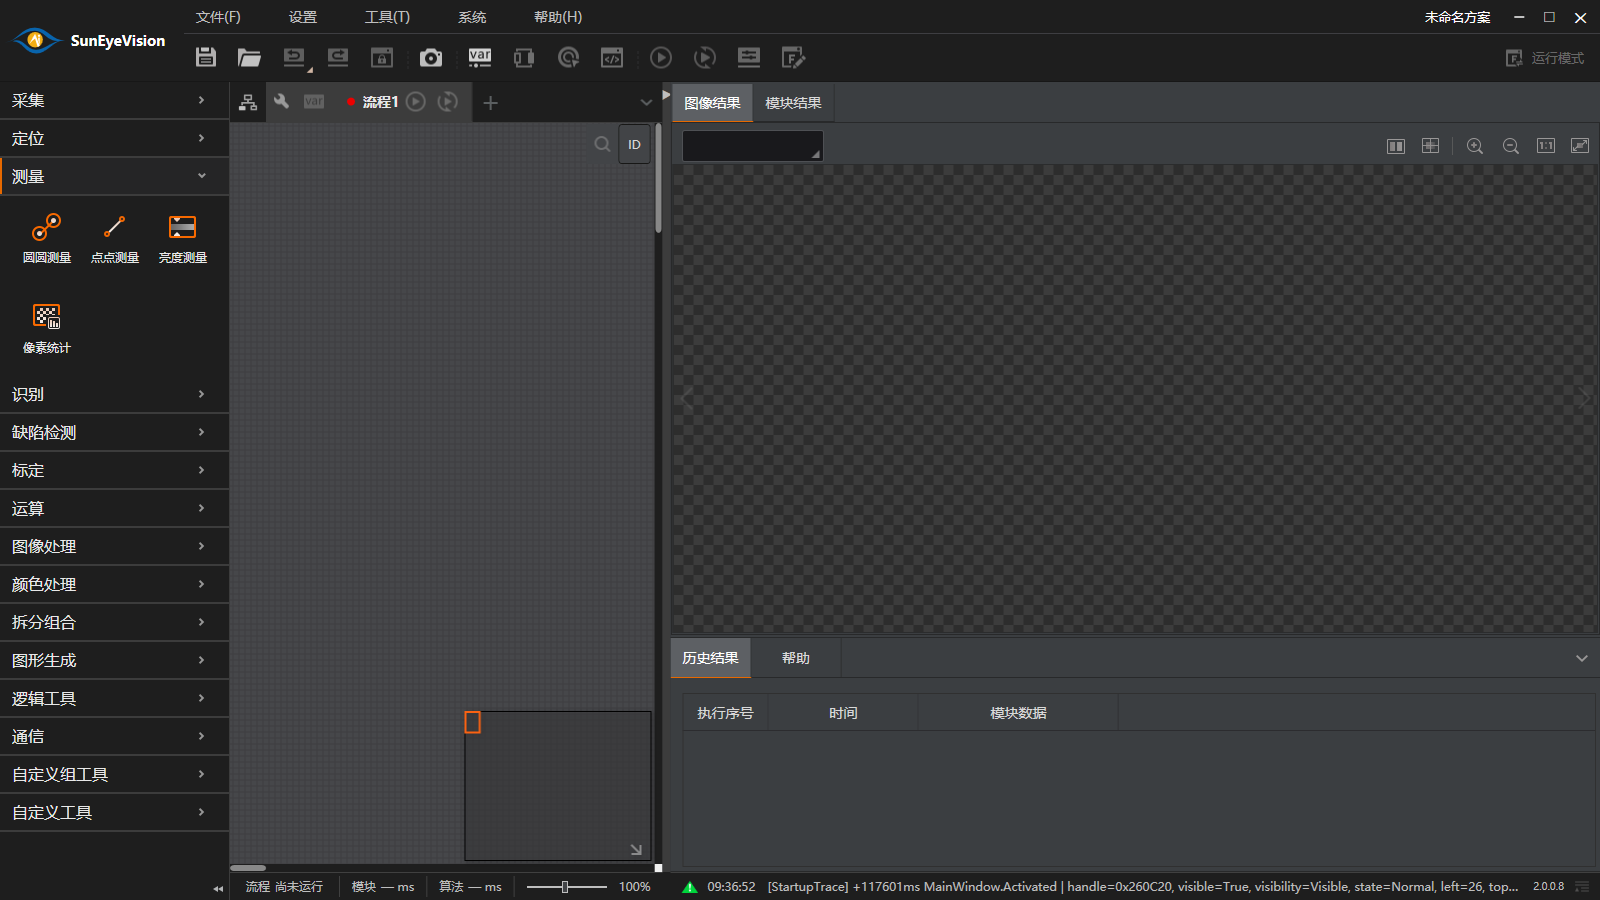 SunEyeVision
文件(F) 设置 工具(T) 系统 帮助(H)
未命名方案
var
运行模式
采集
定位
测量
圆圆测量 点点测量 亮度测量
像素统计
识别
缺陷检测
标定
运算
图像处理
颜色处理
拆分组合
图形生成
逻辑工具
通信
自定义组工具
自定义工具
var 流程1
ID
图像结果 模块结果
1:1
历史结果 帮助
执行序号 时间 模块数据
流程 尚未运行 模块 — ms 算法 — ms 100%
09:36:52 [StartupTrace] +117601ms MainWindow.Activated | handle=0x260C20, visible=True, visibility=Visible, state=Normal, left=26, top... 2.0.0.8